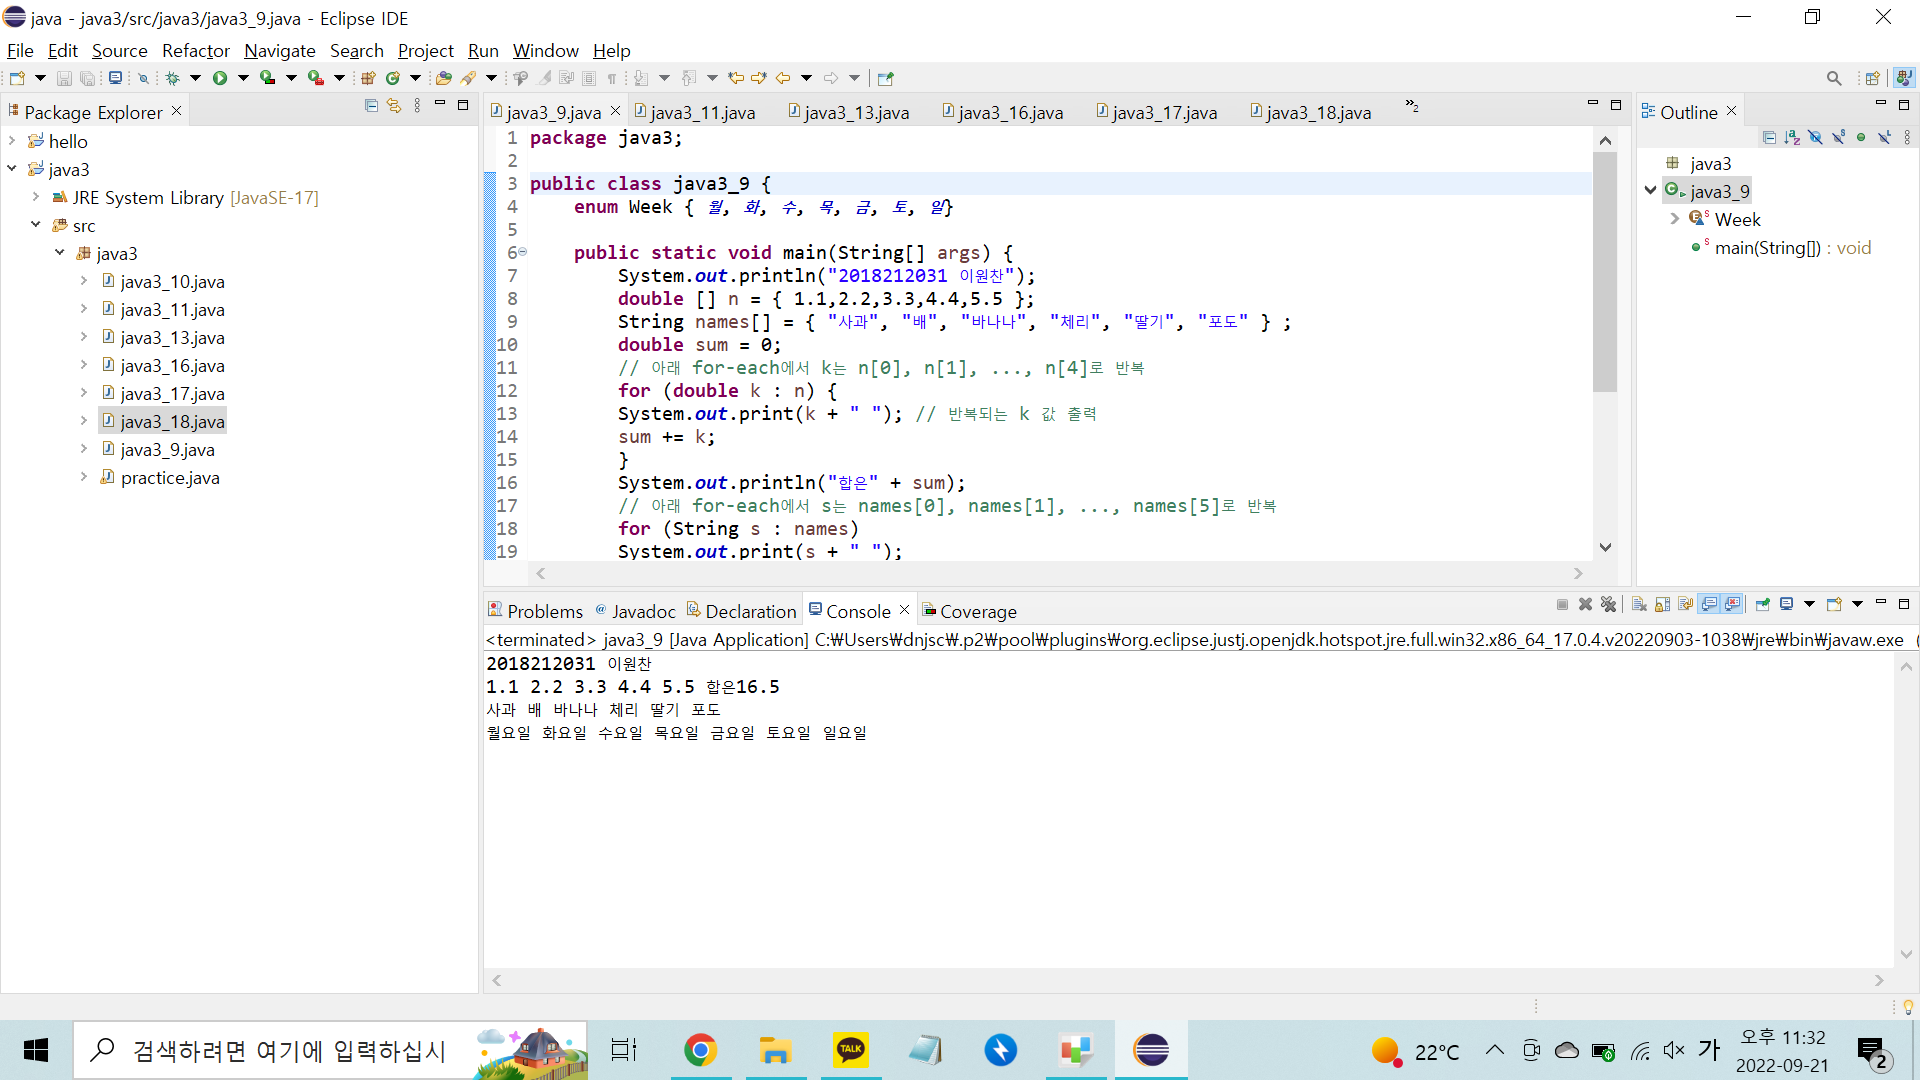 java - java3/src/java3/java3_9.java - Eclipse IDE
File Edit Source Refactor Navigate Search Project Run Window Help
Package Explorer
hello
java3
JRE System Library [JavaSE-17]
src
java3
java3_10.java
java3_11.java
java3_13.java
java3_16.java
java3_17.java
java3_18.java
java3_9.java
practice.java
java3_9.java java3_11.java java3_13.java java3_16.java java3_17.java java3_18.java »2
1 package java3;
2
3 public class java3_9 {
4 enum Week { 월, 화, 수, 목, 금, 토, 일}
5
6 public static void main(String[] args) {
7 System.out.println("2018212031 이원찬");
8 double [] n = { 1.1,2.2,3.3,4.4,5.5 };
9 String names[] = { "사과", "배", "바나나", "체리", "딸기", "포도" } ;
10 double sum = 0;
11 // 아래 for-each에서 k는 n[0], n[1], ..., n[4]로 반복
12 for (double k : n) {
13 System.out.print(k + " "); // 반복되는 k 값 출력
14 sum += k;
15 }
16 System.out.println("합은" + sum);
17 // 아래 for-each에서 s는 names[0], names[1], ..., names[5]로 반복
18 for (String s : names)
19 System.out.print(s + " ");
Outline
java3
java3_9
Week
main(String[]) : void
Problems @ Javadoc Declaration Console Coverage
<terminated> java3_9 [Java Application] C:₩Users₩dnjsc₩.p2₩pool₩plugins₩org.eclipse.justj.openjdk.hotspot.jre.full.win32.x86_64_17.0.4.v20220903-1038₩jre₩bin₩javaw.exe (
2018212031 이원찬
1.1 2.2 3.3 4.4 5.5 합은16.5
사과 배 바나나 체리 딸기 포도
월요일 화요일 수요일 목요일 금요일 토요일 일요일
검색하려면 여기에 입력하십시
TALK
22°C
가
오후 11:32
2022-09-21
2